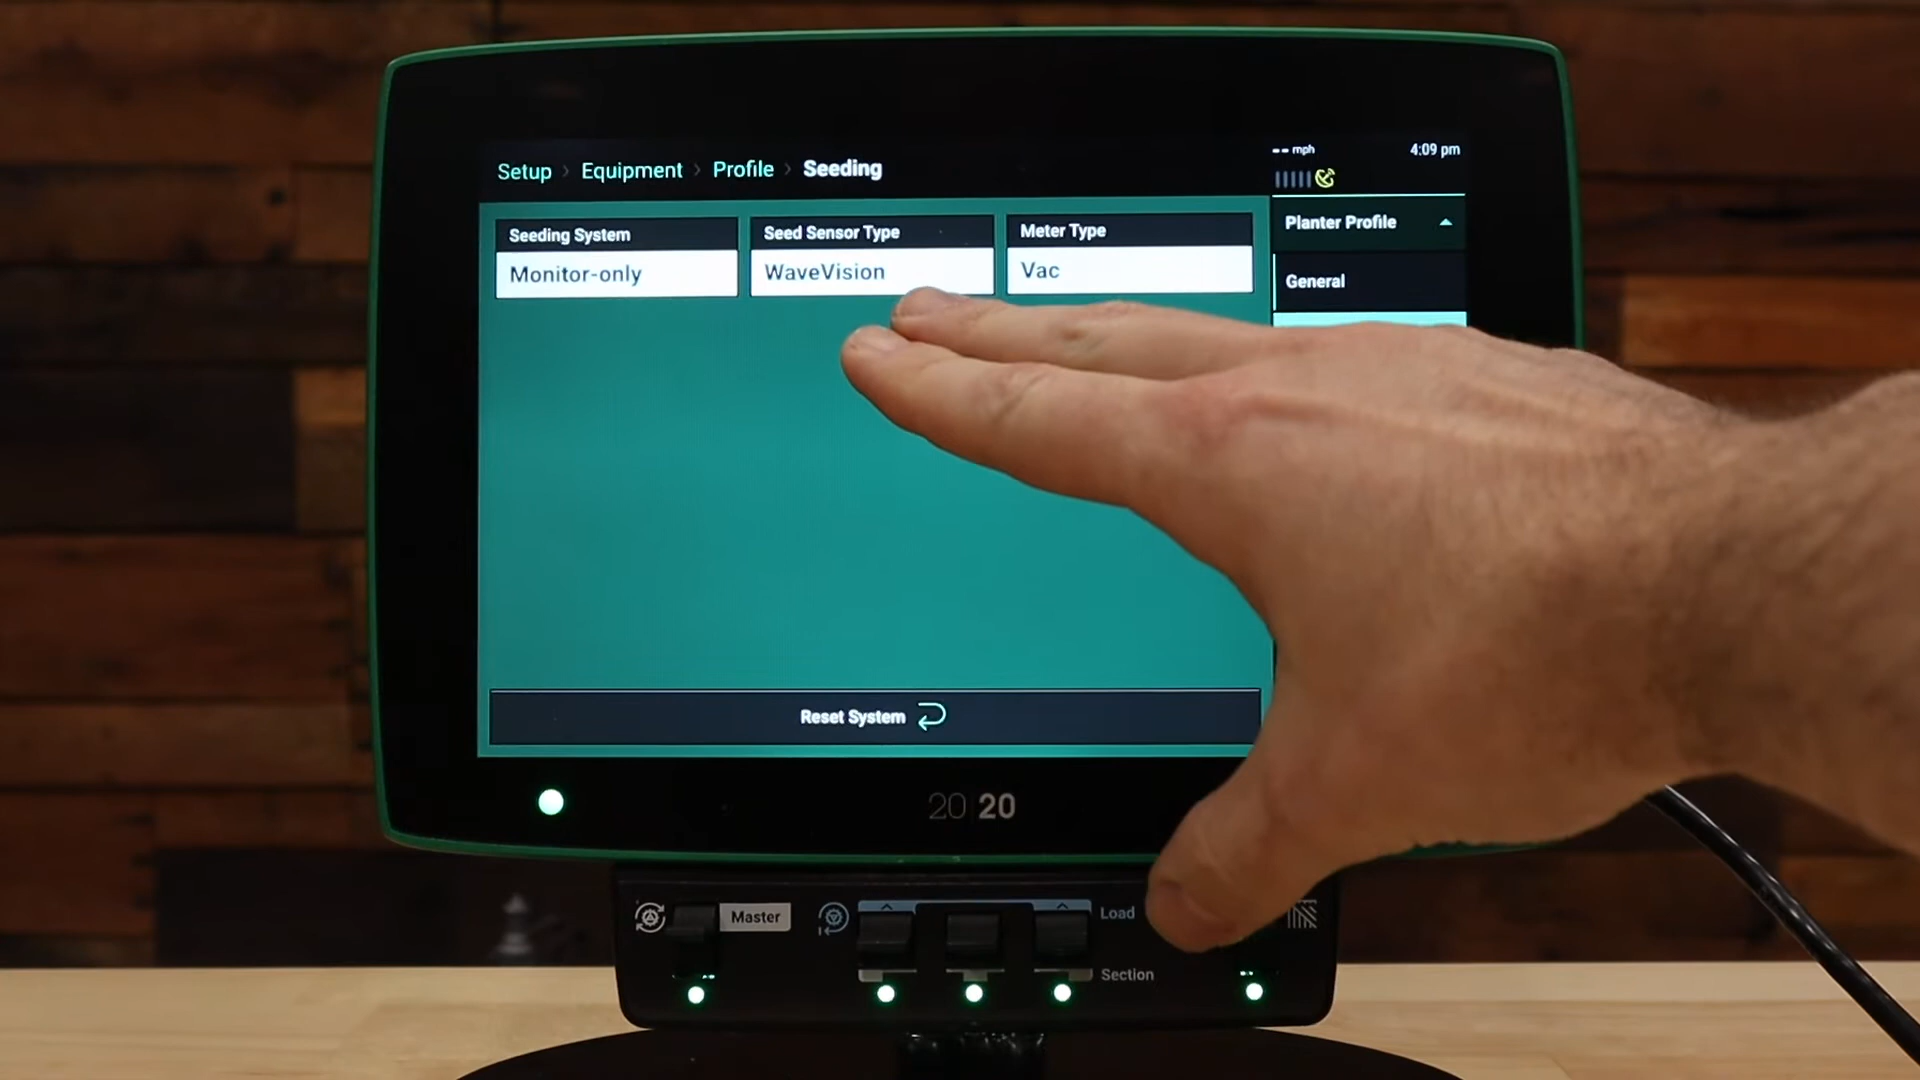 Setup > Equipment > Profile > Seeding
-- mph
4:09 pm
Seeding System
Monitor-only
Seed Sensor Type
WaveVision
Meter Type
Vac
Planter Profile
General
Reset System
20|20
Master
Load
Section